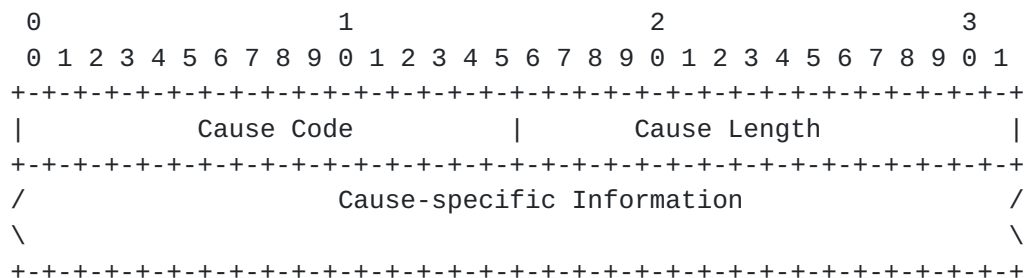 0                   1                   2                   3
 0 1 2 3 4 5 6 7 8 9 0 1 2 3 4 5 6 7 8 9 0 1 2 3 4 5 6 7 8 9 0 1
+-+-+-+-+-+-+-+-+-+-+-+-+-+-+-+-+-+-+-+-+-+-+-+-+-+-+-+-+-+-+-+-+
|           Cause Code          |       Cause Length            |
+-+-+-+-+-+-+-+-+-+-+-+-+-+-+-+-+-+-+-+-+-+-+-+-+-+-+-+-+-+-+-+-+
/                    Cause-specific Information                 /
\                                                               \
+-+-+-+-+-+-+-+-+-+-+-+-+-+-+-+-+-+-+-+-+-+-+-+-+-+-+-+-+-+-+-+-+